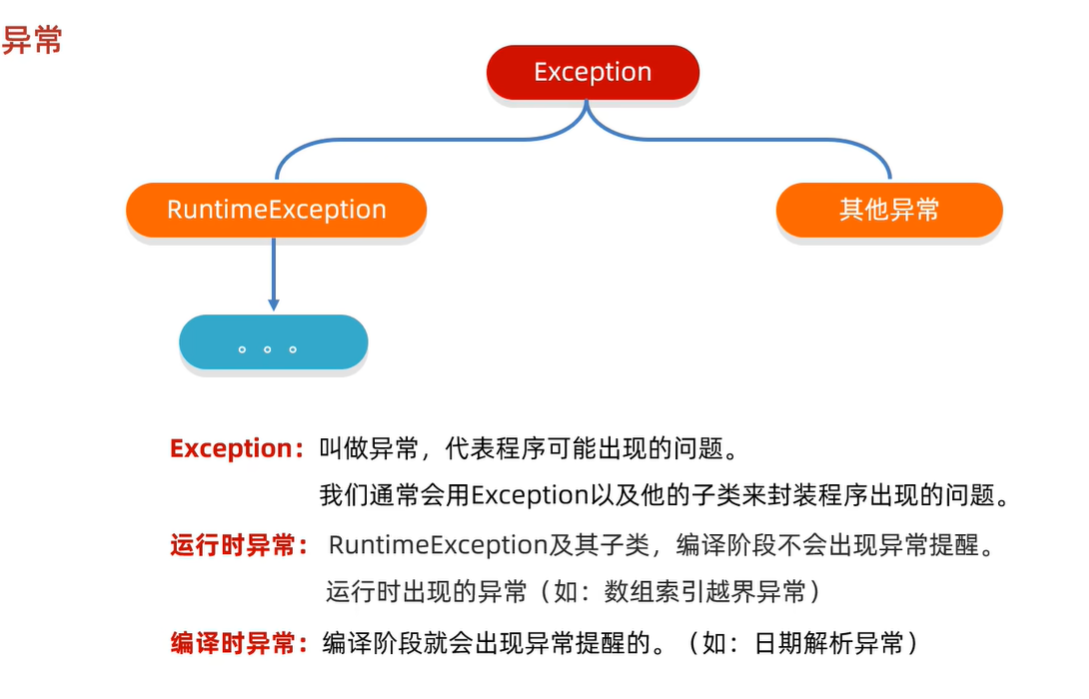 异常
Exception
RuntimeException
其他异常
。。。
Exception：叫做异常，代表程序可能出现的问题。
我们通常会用Exception以及他的子类来封装程序出现的问题。
运行时异常： RuntimeException及其子类，编译阶段不会出现异常提醒。
运行时出现的异常（如：数组索引越界异常）
编译时异常：编译阶段就会出现异常提醒的。（如：日期解析异常）